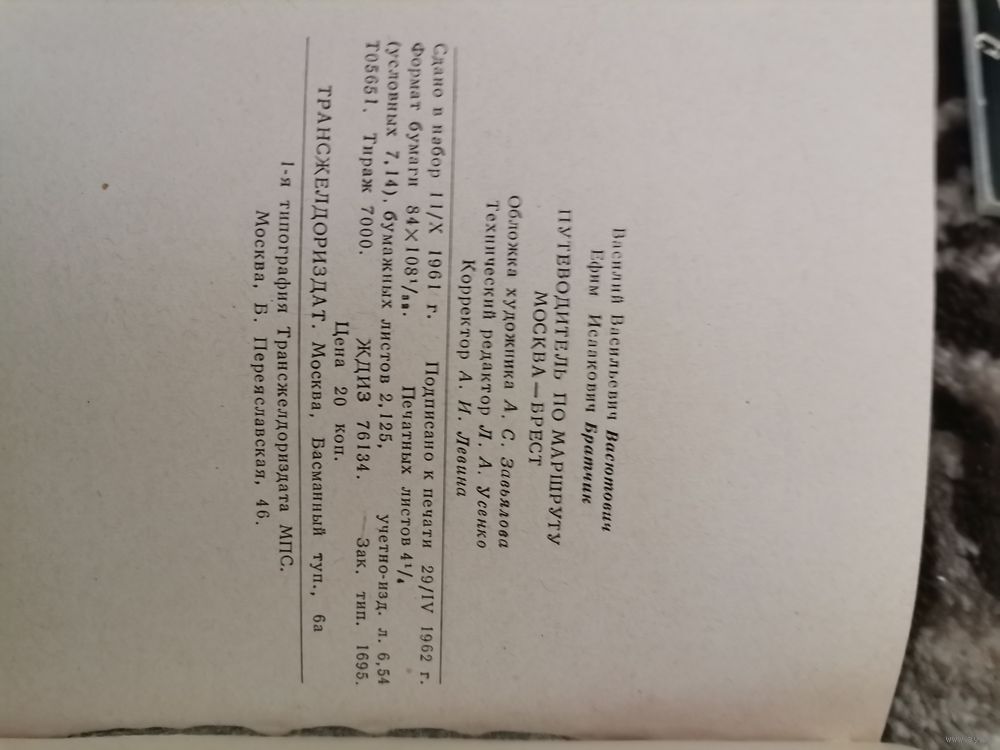 Василий Васильевич Васютович
Ефим Исаакович Братчик
ПУТЕВОДИТЕЛЬ ПО МАРШРУТУ
МОСКВА—БРЕСТ
Обложка художника А. С. Завьялова
Технический редактор Л. А. Усенко
Корректор А. И. Левина
Сдано в набор 11/X 1961 г. Подписано к печати 29/IV 1962 г.
Формат бумаги 84×108¹/₃₂. Печатных листов 4¹/₄
(условных 7,14), бумажных листов 2,125, учетно-изд. л. 6,54
Т05651. Тираж 7000. ЖДИЗ 76134. Зак. тип. 1695.
Цена 20 коп.
ТРАНСЖЕЛДОРИЗДАТ. Москва, Басманный туп., 6а
1-я типография Трансжелдориздата МПС.
Москва, Б. Переяславская, 46.